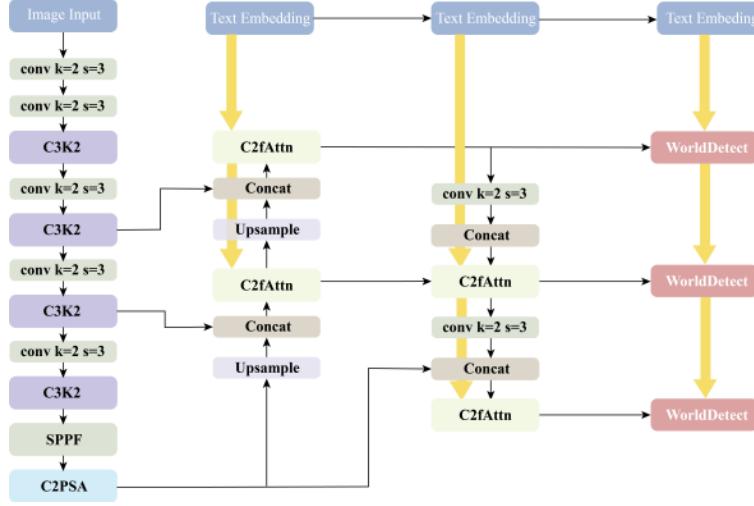 Image Input
conv k=2 s=3
conv k=2 s=3
C3K2
conv k=2 s=3
C3K2
conv k=2 s=3
C3K2
conv k=2 s=3
C3K2
SPPF
C2PSA
Text Embedding
C2fAttn
Concat
Upsample
C2fAttn
Concat
Upsample
Text Embedding
conv k=2 s=3
Concat
C2fAttn
conv k=2 s=3
Concat
C2fAttn
Text Embeding
WorldDetect
WorldDetect
WorldDetect